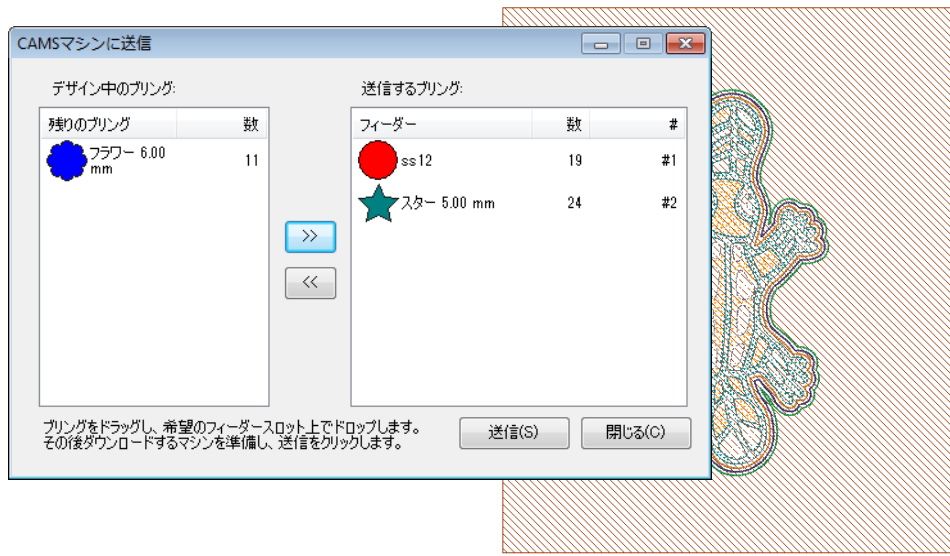 CAMSマシンに送信
デザイン中のブリング:
送信するブリング:
残りのブリング 数
フィーダー 数 #
フラワー 6.00
mm 11
ss12 19 #1
スター 5.00 mm 24 #2
>>
<<
ブリングをドラッグし、希望のフィーダースロット上でドロップします。
その後ダウンロードするマシンを準備し、送信をクリックします。
送信(S)
閉じる(C)